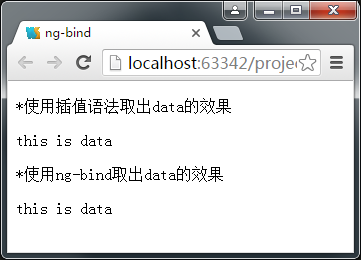 ng-bind
localhost:63342/proje
*使用插值语法取出data的效果
this is data
*使用ng-bind取出data的效果
this is data